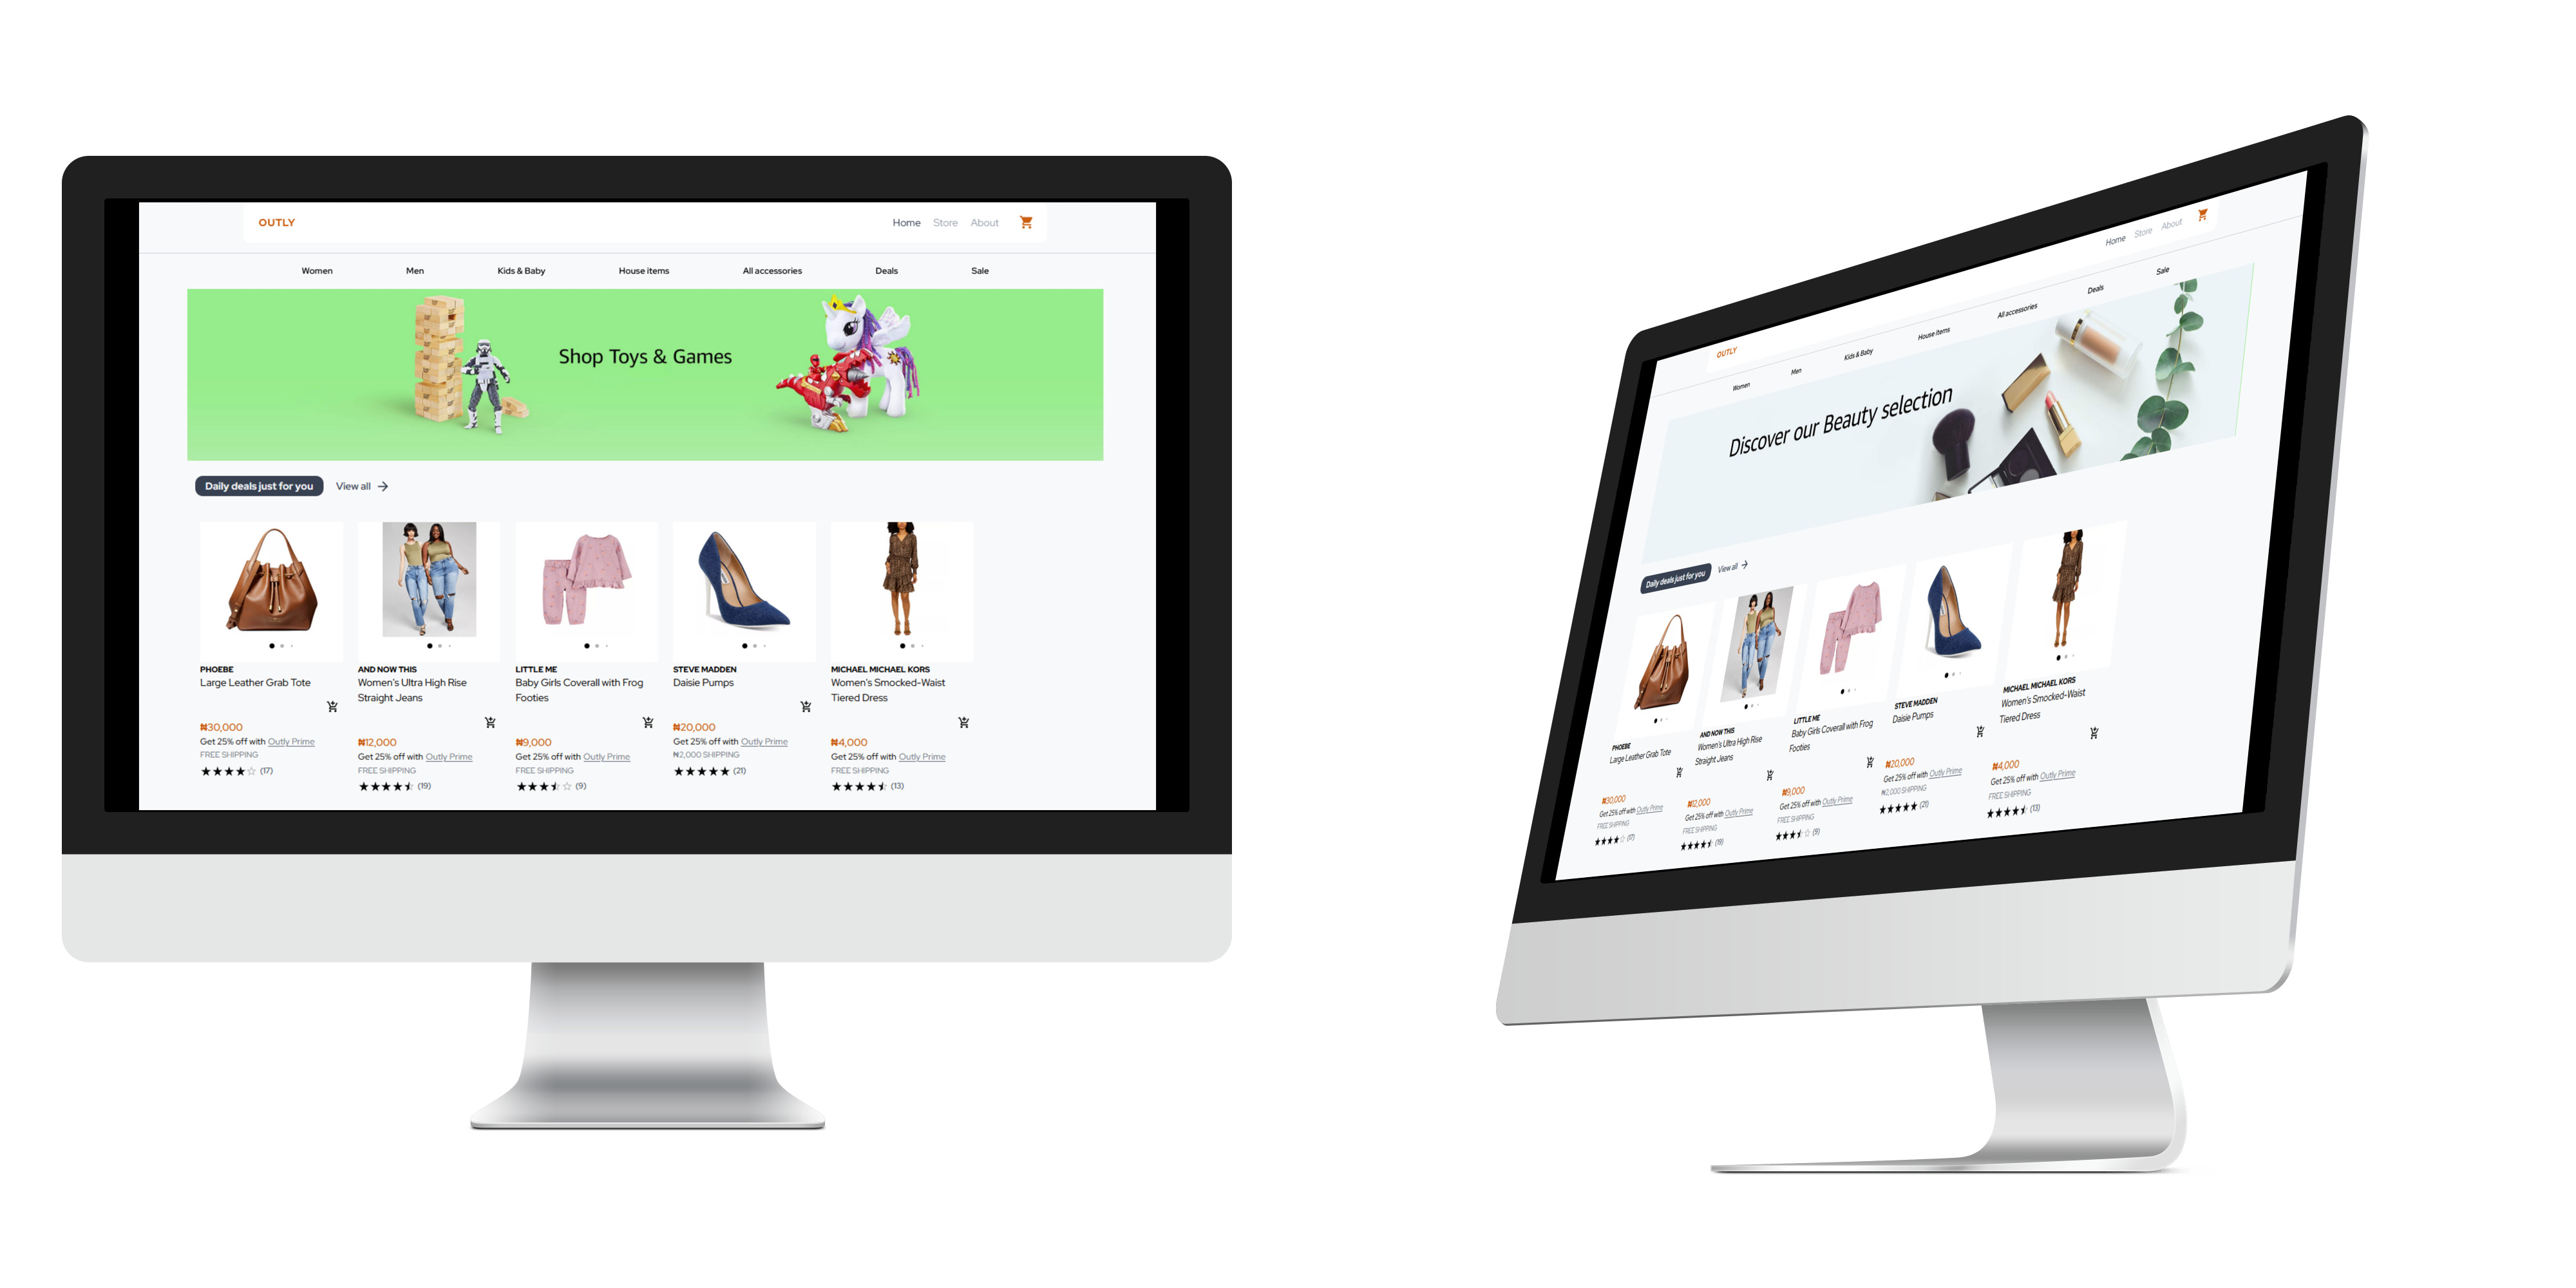 OUTLY
Home Store About
Women Men Kids & Baby House items All accessories Deals Sale
Shop Toys & Games
Daily deals just for you View all
PHOEBE
Large Leather Grab Tote
₦30,000
Get 25% off with Outly Prime
FREE SHIPPING
(17)
AND NOW THIS
Women's Ultra High Rise
Straight Jeans
₦12,000
Get 25% off with Outly Prime
FREE SHIPPING
(19)
LITTLE ME
Baby Girls Coverall with Frog
Footies
₦9,000
Get 25% off with Outly Prime
FREE SHIPPING
(9)
STEVE MADDEN
Daisie Pumps
₦20,000
Get 25% off with Outly Prime
₦2,000 SHIPPING
(21)
MICHAEL MICHAEL KORS
Women's Smocked-Waist
Tiered Dress
₦4,000
Get 25% off with Outly Prime
FREE SHIPPING
(13)
OUTLY
Home Store About
Women Men Kids & Baby House items All accessories Deals Sale
Discover our Beauty selection
Daily deals just for you View all
PHOEBE
Large Leather Grab Tote
₦30,000
Get 25% off with Outly Prime
FREE SHIPPING
(17)
AND NOW THIS
Women's Ultra High Rise
Straight Jeans
₦12,000
Get 25% off with Outly Prime
FREE SHIPPING
(19)
LITTLE ME
Baby Girls Coverall with Frog
Footies
₦9,000
Get 25% off with Outly Prime
FREE SHIPPING
(9)
STEVE MADDEN
Daisie Pumps
₦20,000
Get 25% off with Outly Prime
₦2,000 SHIPPING
(21)
MICHAEL MICHAEL KORS
Women's Smocked-Waist
Tiered Dress
₦4,000
Get 25% off with Outly Prime
FREE SHIPPING
(13)